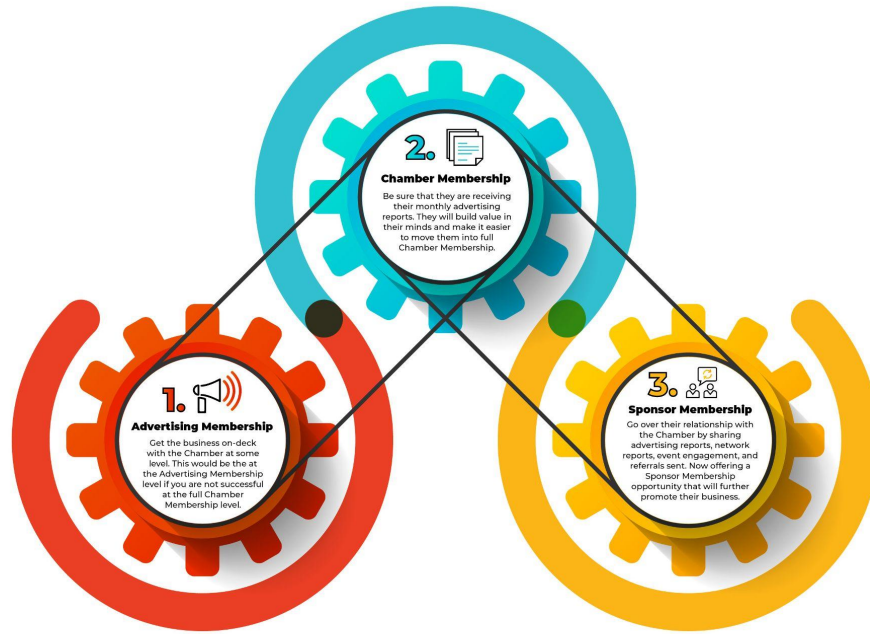 1.
Advertising Membership
Get the business on-deck
with the Chamber at some
level. This would be the at
the Advertising Membership
level if you are not successful
at the full Chamber
Membership level.
2.
Chamber Membership
Be sure that they are receiving
their monthly advertising
reports. They will build value in
their minds and make it easier
to move them into full
Chamber Membership.
3.
Sponsor Membership
Go over their relationship with
the Chamber by sharing
advertising reports, network
reports, event engagement, and
referrals sent. Now offering a
Sponsor Membership
opportunity that will further
promote their business.